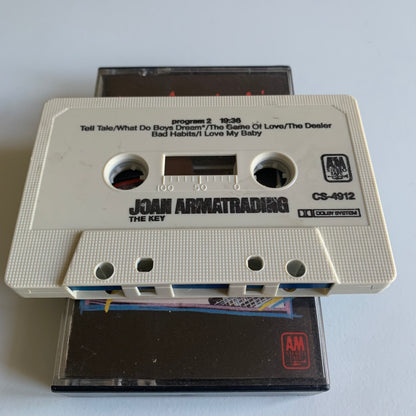 program 2 19:36
Tell Tale/What Do Boys Dream*/The Game Of Love/The Dealer
Bad Habits/I Love My Baby
A&M
CS-4912
100 50 0
DOLBY SYSTEM
JOAN ARMATRADING
THE KEY
A&M